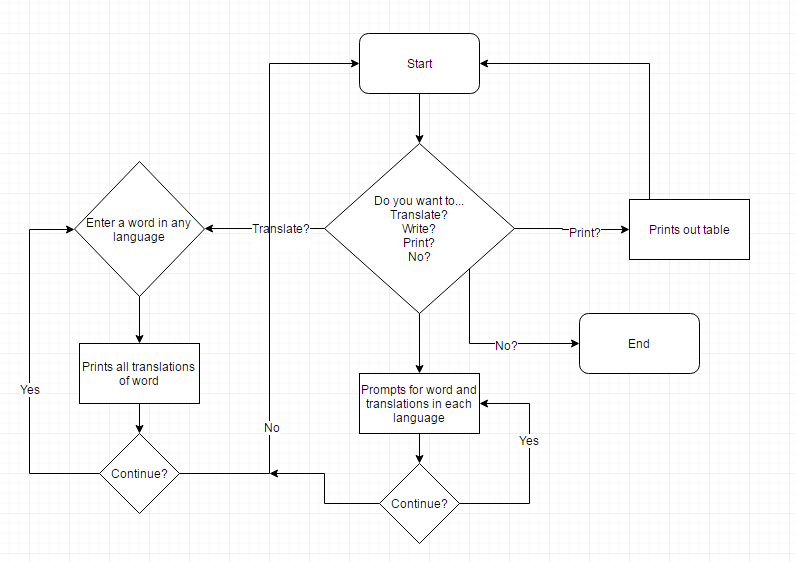 Start
Do you want to...
Translate?
Write?
Print?
No?
Enter a word in any
language
Translate?
Print?
Prints out table
No?
End
Prints all translations
of word
Yes
Prompts for word and
translations in each
language
No
Yes
Continue?
Continue?